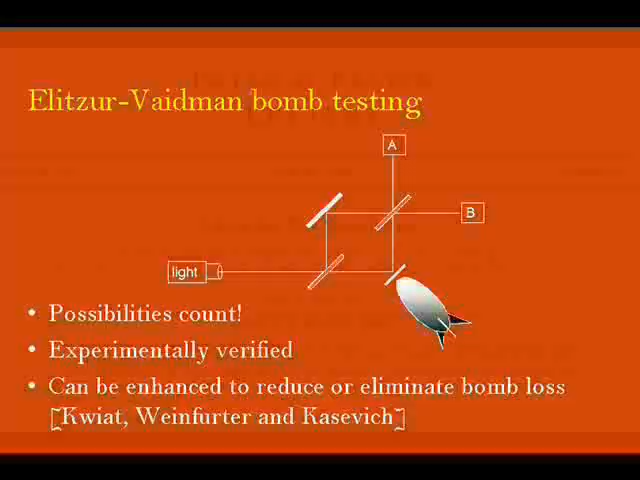 Elitzur-Vaidman bomb testing
A
B
light
• Possibilities count!
• Experimentally verified
• Can be enhanced to reduce or eliminate bomb loss
[Kwiat, Weinfurter and Kasevich]